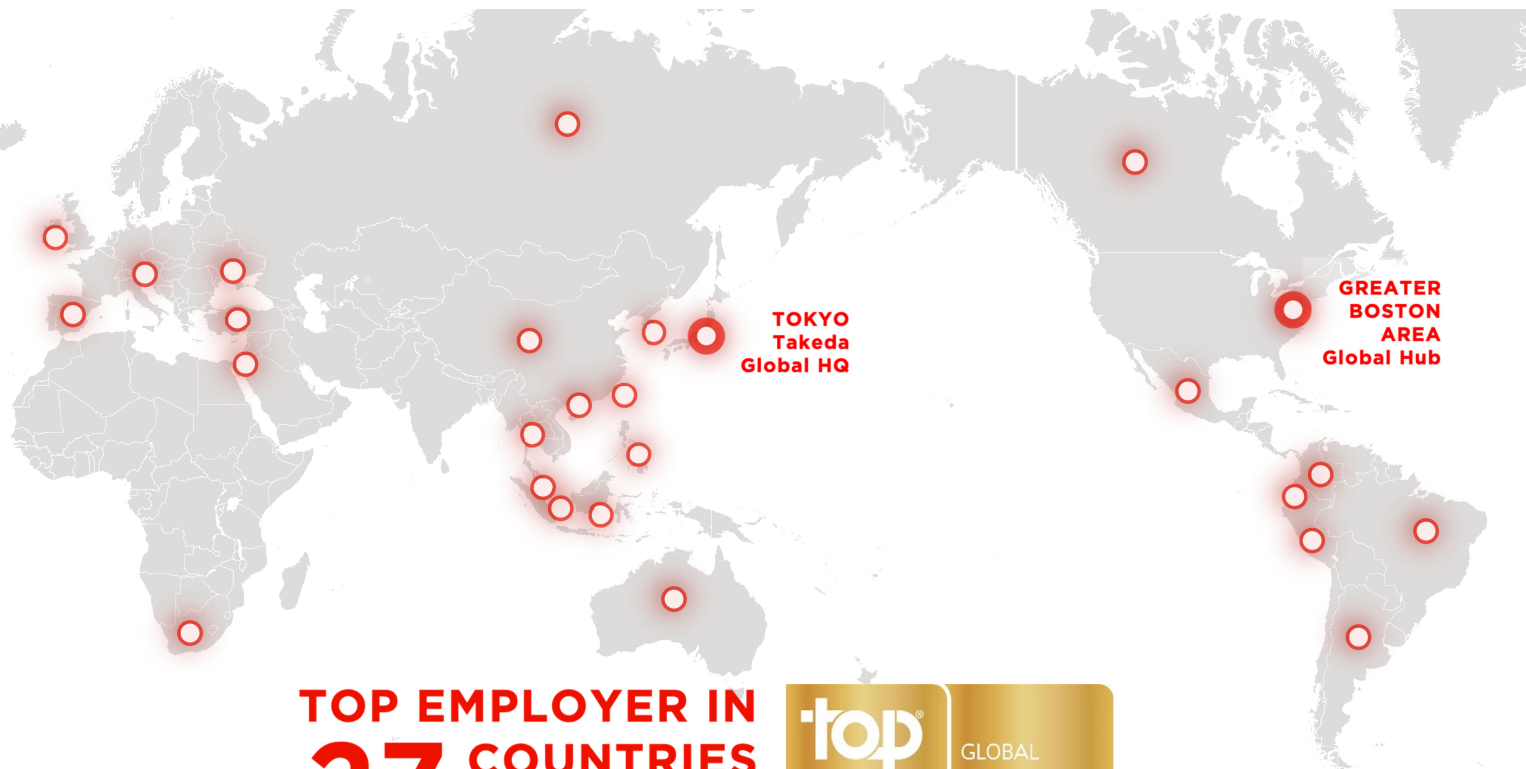 TOKYO
Takeda
Global HQ
GREATER
BOSTON
AREA
Global Hub
TOP EMPLOYER IN
COUNTRIES
top®
GLOBAL